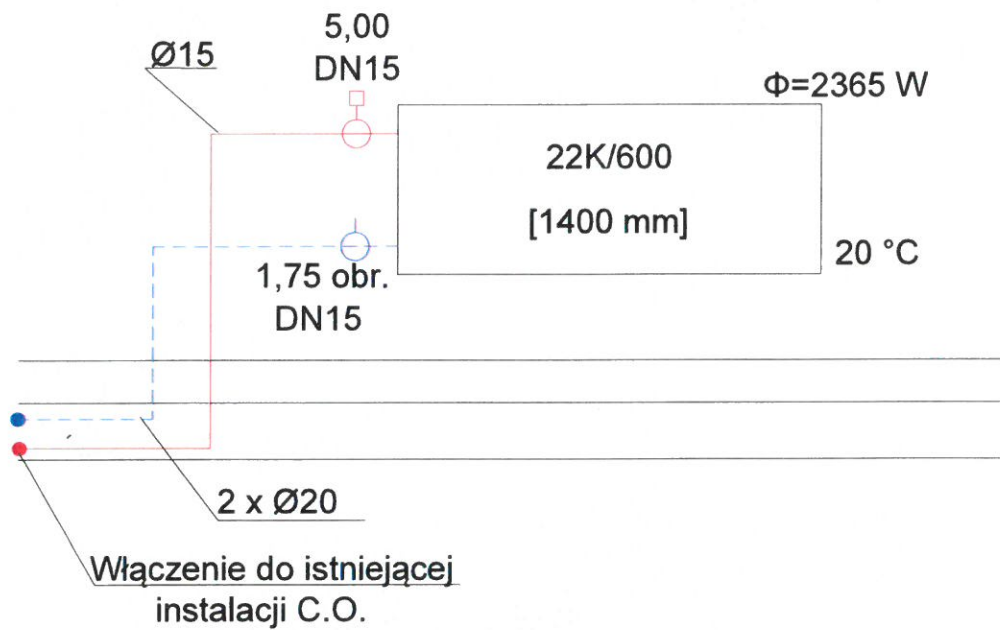 5,00
DN15
Ø15
Φ=2365 W
22K/600
[1400 mm]
20 °C
1,75 obr.
DN15
2 x Ø20
Włączenie do istniejącej
instalacji C.O.